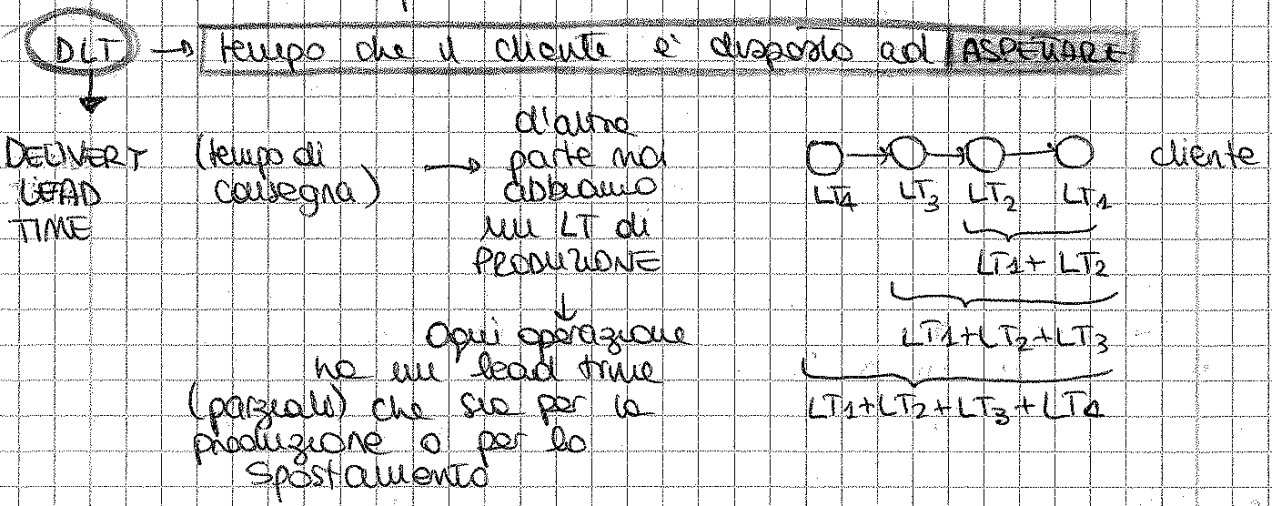 DLT → tempo che il cliente è disposto ad ASPETTARE
DELIVERY
LEAD
TIME
(tempo di
consegna)
→
d'altra
parte noi
abbiamo
un LT di
PRODUZIONE
Ogni operazione
ha un lead time
(parziale) che sia per la
produzione o per lo
spostamento
cliente
LT4 LT3 LT2 LT1
LT1 + LT2
LT1+LT2+LT3
LT1+LT2+LT3+LT4